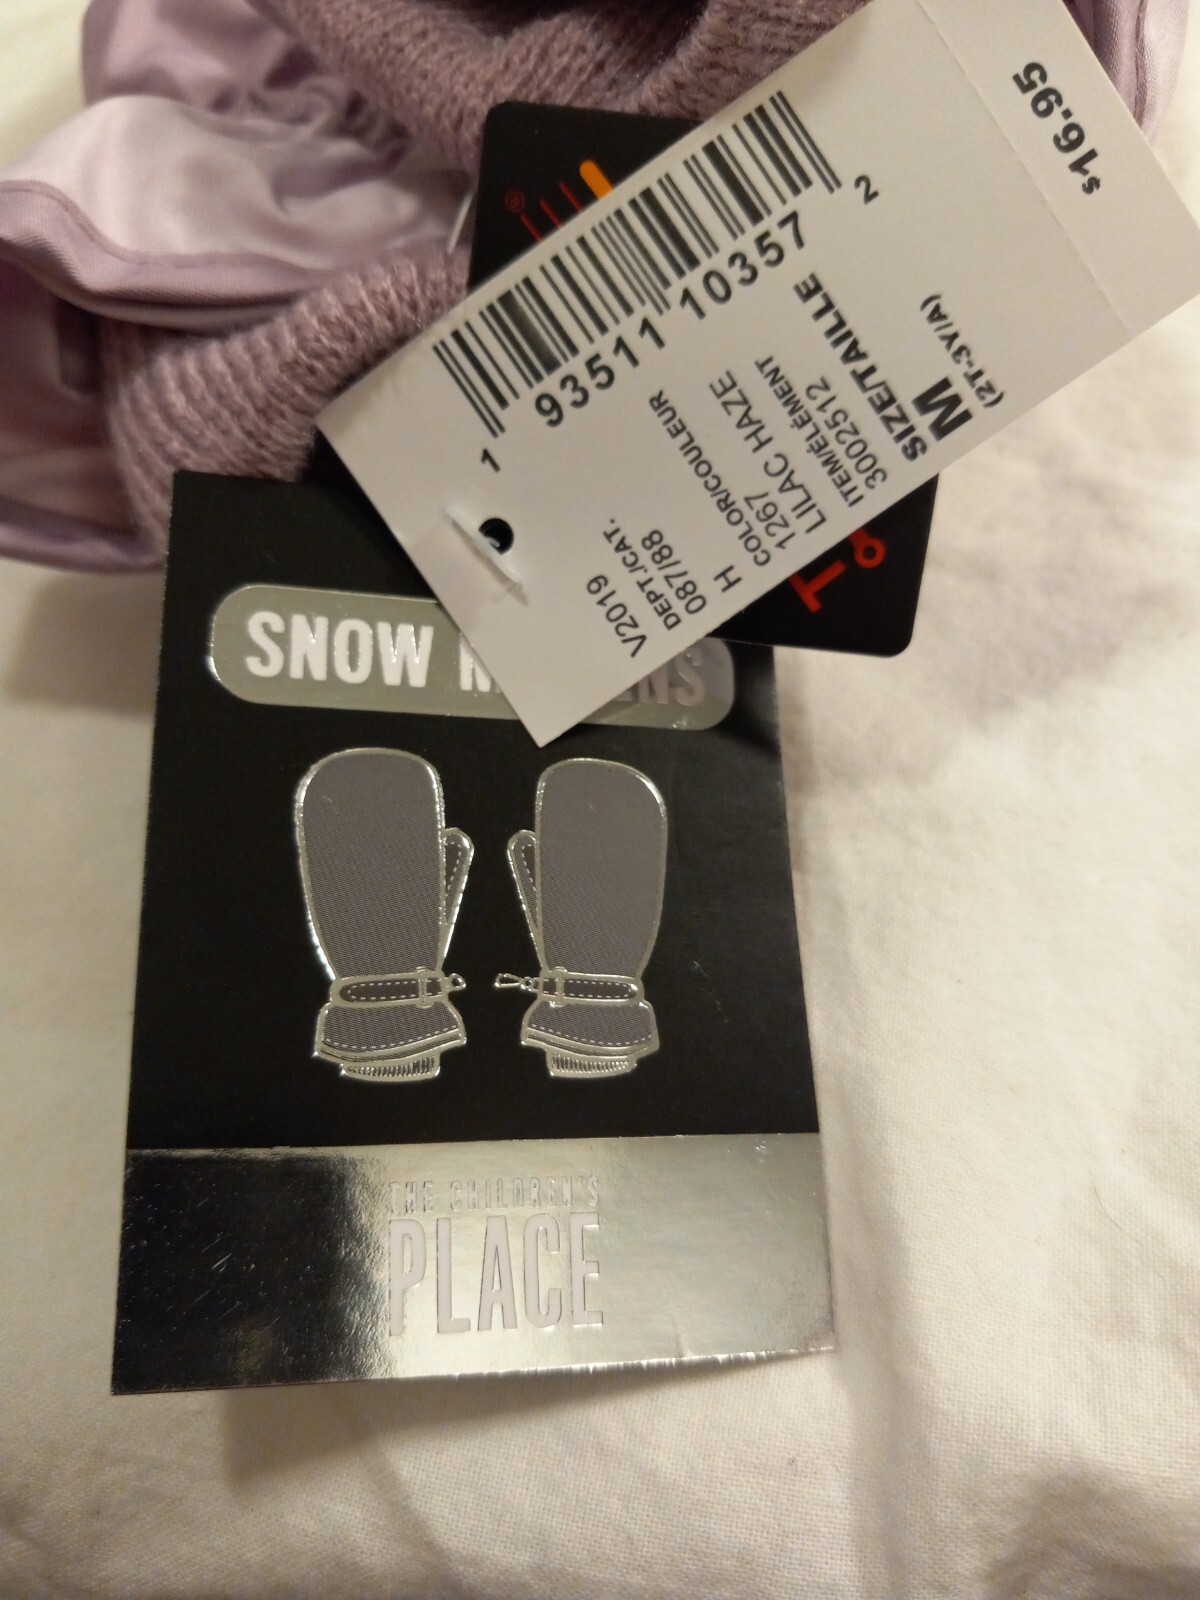 $16.95
1 93511 10357 2
V2019
DEPT./CAT.
087/88
H
COLOR/COULEUR
1267
LILAC HAZE
ITEM/ÉLÉMENT
3002512
SIZE/TAILLE
M
(2T-3Y/A)
SNOW
THE CHILDREN'S
PLACE